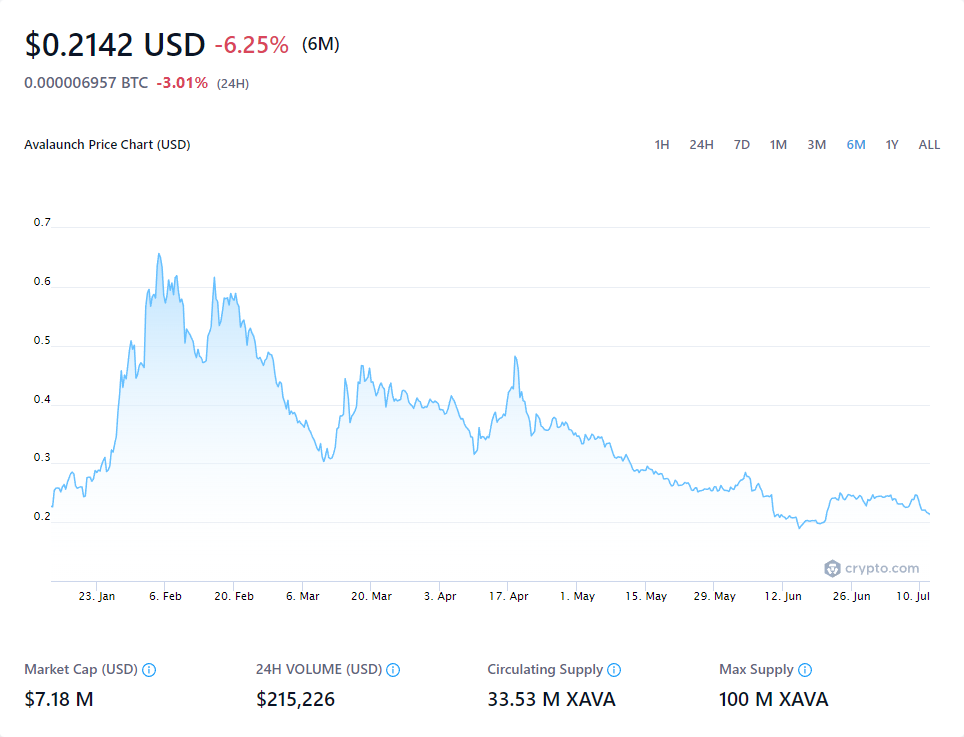 $0.2142 USD -6.25% (6M)
0.000006957 BTC -3.01% (24H)
Avalaunch Price Chart (USD) 1H 24H 7D 1M 3M 6M 1Y ALL
0.7
0.6
0.5
0.4
0.3
0.2
crypto.com
23. Jan 6. Feb 20. Feb 6. Mar 20. Mar 3. Apr 17. Apr 1. May 15. May 29. May 12. Jun 26. Jun 10. Jul
Market Cap (USD) 24H VOLUME (USD) Circulating Supply Max Supply
$7.18 M $215,226 33.53 M XAVA 100 M XAVA